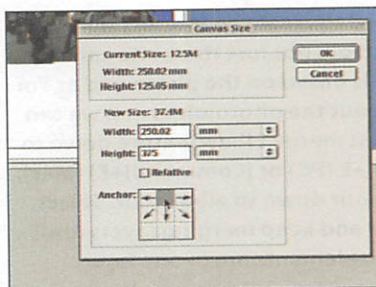 Canvas Size
Current Size: 12.5M
Width: 250.02 mm
Height: 125.05 mm
OK
Cancel
New Size: 37.4M
Width: 250.02 mm
Height: 375 mm
Relative
Anchor: